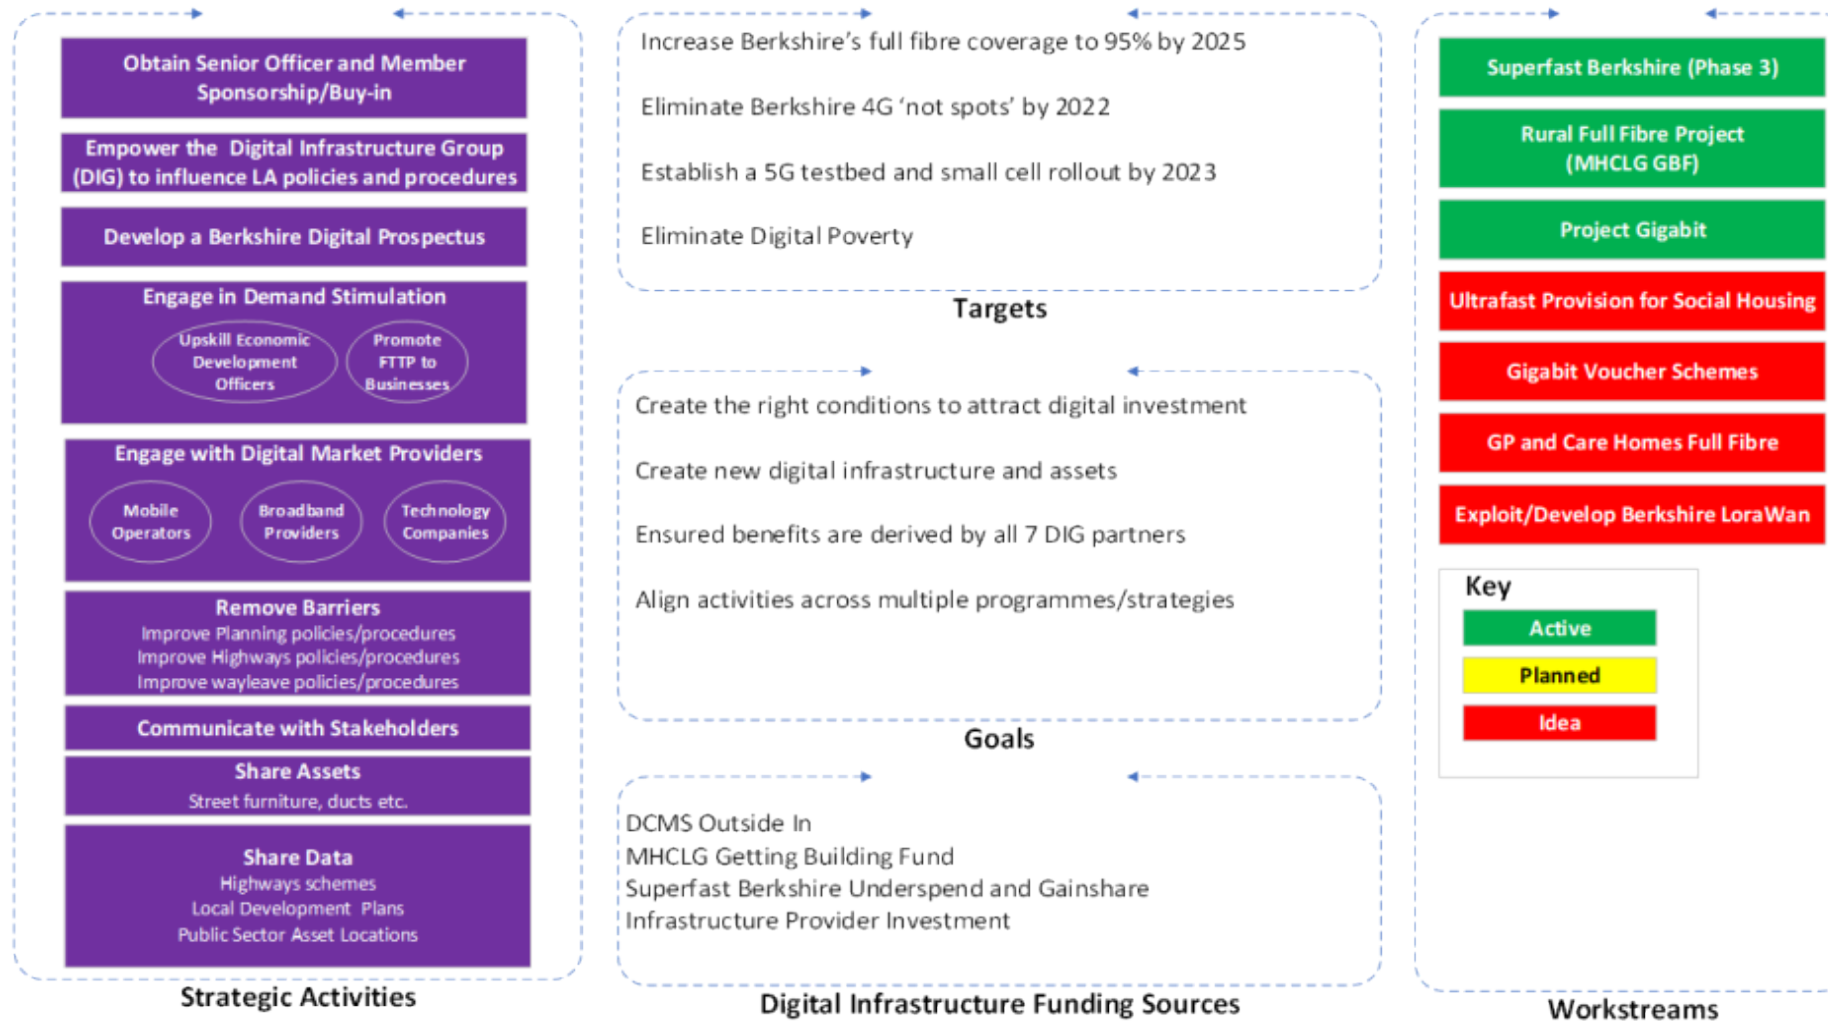 Obtain Senior Officer and Member
Sponsorship/Buy-in
Empower the Digital Infrastructure Group
(DIG) to influence LA policies and procedures
Develop a Berkshire Digital Prospectus
Engage in Demand Stimulation
Upskill Economic
Development
Officers
Promote
FTTP to
Businesses
Engage with Digital Market Providers
Mobile
Operators
Broadband
Providers
Technology
Companies
Remove Barriers
Improve Planning policies/procedures
Improve Highways policies/procedures
Improve wayleave policies/procedures
Communicate with Stakeholders
Share Assets
Street furniture, ducts etc.
Share Data
Highways schemes
Local Development Plans
Public Sector Asset Locations
Strategic Activities
Increase Berkshire's full fibre coverage to 95% by 2025
Eliminate Berkshire 4G ‘not spots’ by 2022
Establish a 5G testbed and small cell rollout by 2023
Eliminate Digital Poverty
Targets
Create the right conditions to attract digital investment
Create new digital infrastructure and assets
Ensured benefits are derived by all 7 DIG partners
Align activities across multiple programmes/strategies
Goals
DCMS Outside In
MHCLG Getting Building Fund
Superfast Berkshire Underspend and Gainshare
Infrastructure Provider Investment
Digital Infrastructure Funding Sources
Superfast Berkshire (Phase 3)
Rural Full Fibre Project
(MHCLG GBF)
Project Gigabit
Ultrafast Provision for Social Housing
Gigabit Voucher Schemes
GP and Care Homes Full Fibre
Exploit/Develop Berkshire LoraWan
Key
Active
Planned
Idea
Workstreams